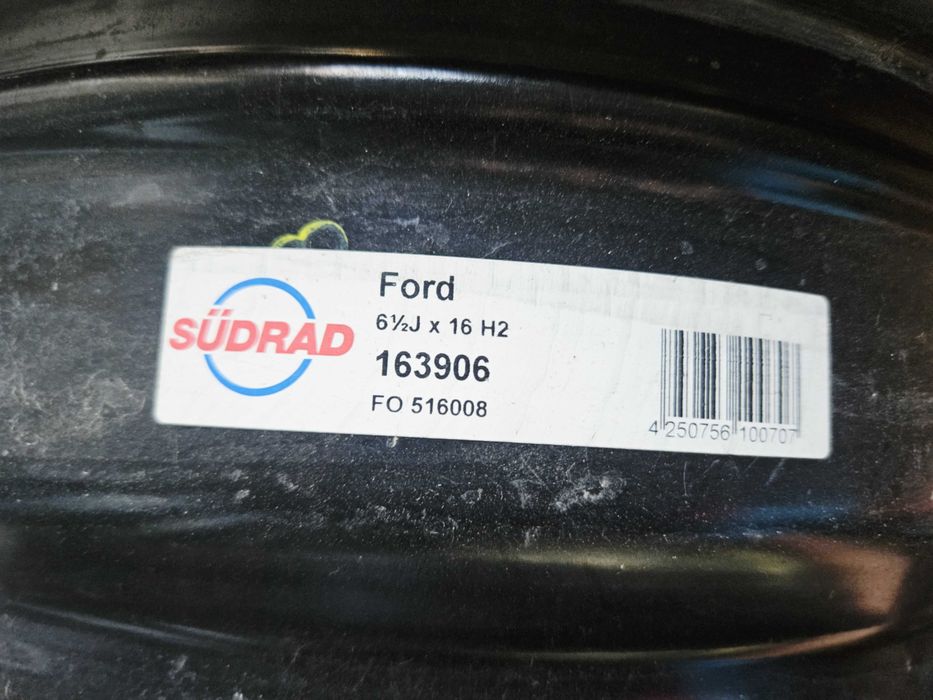 SÜDRAD
Ford
6½J x 16 H2
163906
FO 516008
4 250756 100707